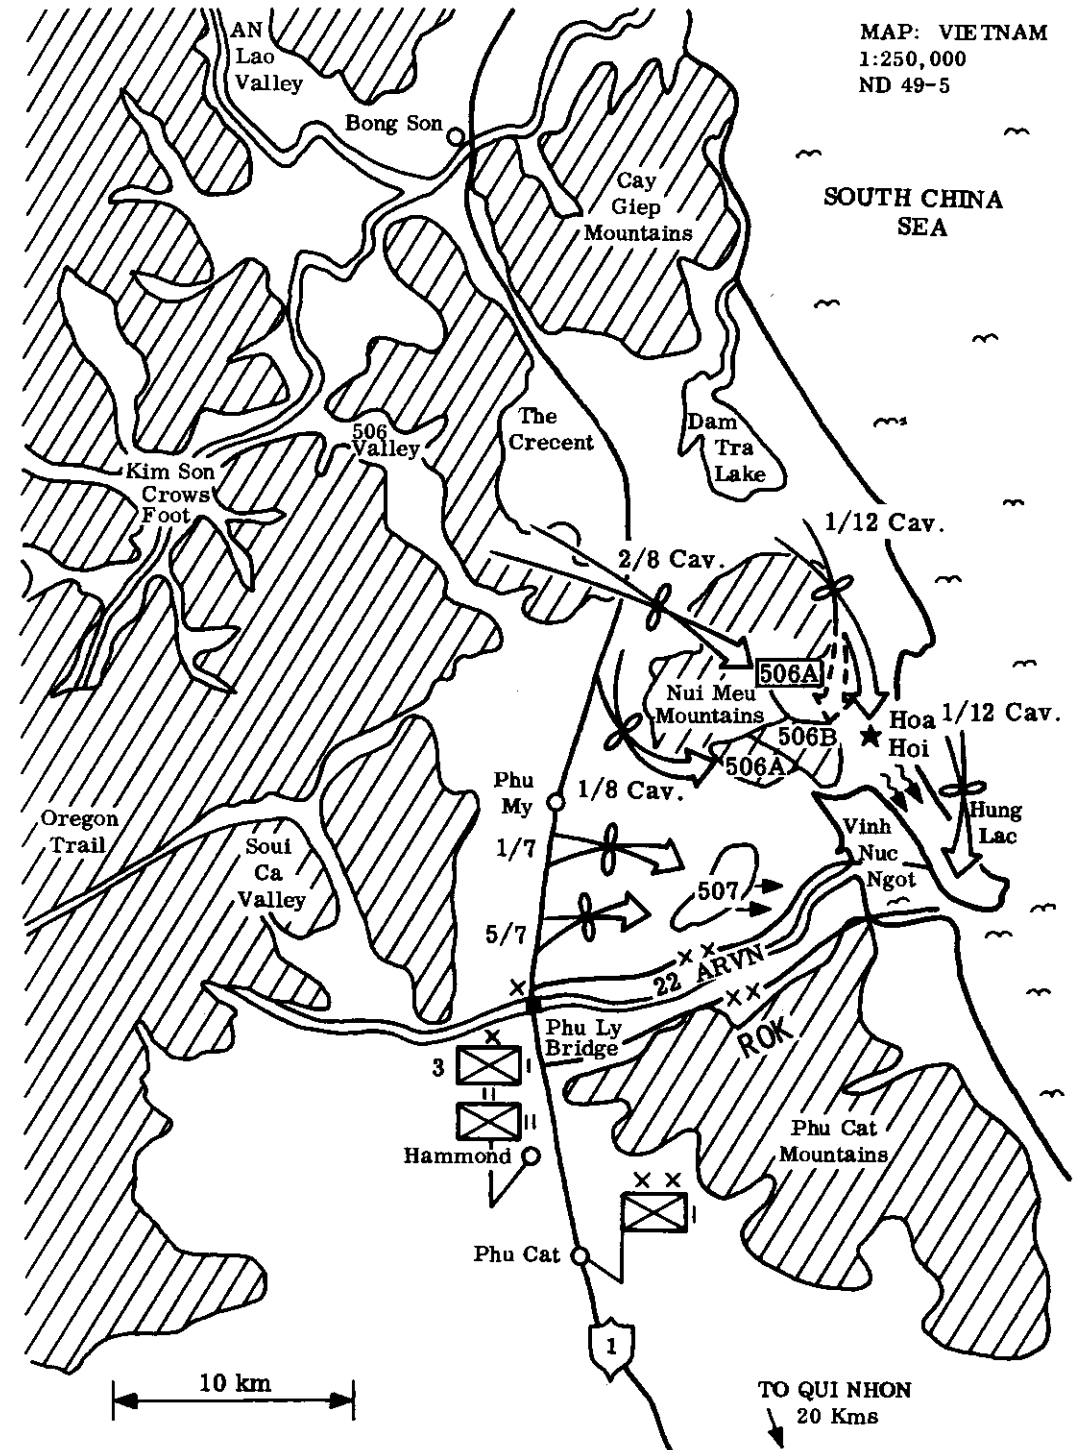 MAP: VIETNAM
1:250,000
ND 49-5
AN
Lao
Valley
Bong Son
Cay
Giep
Mountains
SOUTH CHINA
SEA
The
Crecent
Dam
Tra
Lake
506
Valley
Kim Son
Crows
Foot
1/12 Cav.
2/8 Cav.
506A
Nui Meu
Mountains
506B
Hoa
Hoi
1/12 Cav.
506A
Phu
My
1/8 Cav.
Hung
Lac
Oregon
Trail
Soui
Ca
Valley
1/7
Vinh
Nuc
Ngot
507
5/7
22 ARVN
ROK
Phu Ly
Bridge
3
Hammond
Phu Cat
Mountains
Phu Cat
1
10 km
TO QUI NHON
20 Kms